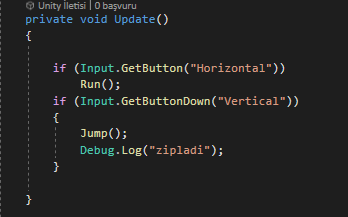 Unity İletisi | 0 başvuru
private void Update()
{
if (Input.GetButton("Horizontal"))
Run();
if (Input.GetButtonDown("Vertical"))
{
Jump();
Debug.Log("zipladi");
}
}